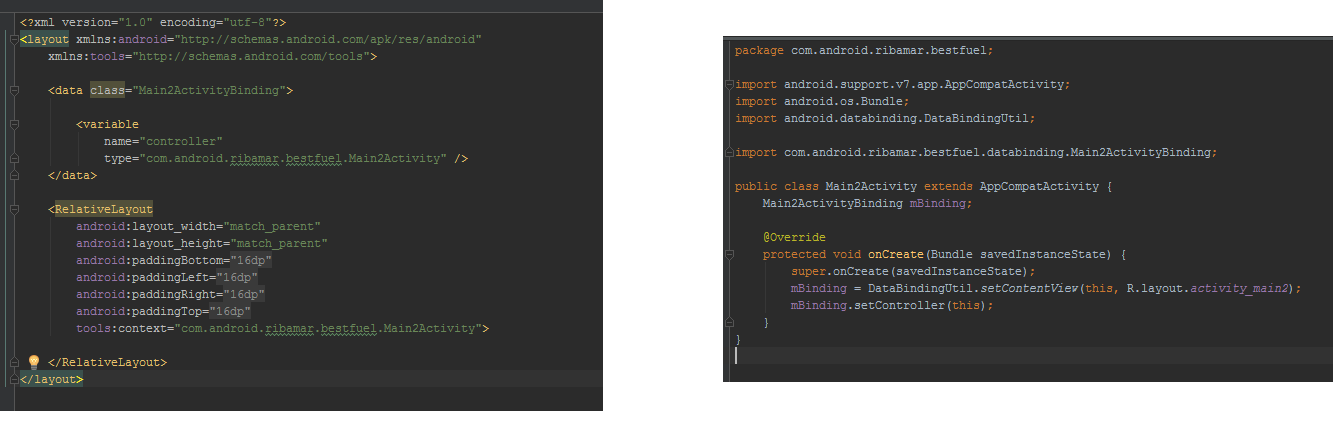 <?xml version="1.0" encoding="utf-8"?>
<layout xmlns:android="http://schemas.android.com/apk/res/android"
    xmlns:tools="http://schemas.android.com/tools">
    <data class="Main2ActivityBinding">
        <variable
            name="controller"
            type="com.android.ribamar.bestfuel.Main2Activity" />
    </data>
    <RelativeLayout
        android:layout_width="match_parent"
        android:layout_height="match_parent"
        android:paddingBottom="16dp"
        android:paddingLeft="16dp"
        android:paddingRight="16dp"
        android:paddingTop="16dp"
        tools:context="com.android.ribamar.bestfuel.Main2Activity">
    </RelativeLayout>
</layout>
package com.android.ribamar.bestfuel;
import android.support.v7.app.AppCompatActivity;
import android.os.Bundle;
import android.databinding.DataBindingUtil;
import com.android.ribamar.bestfuel.databinding.Main2ActivityBinding;
public class Main2Activity extends AppCompatActivity {
    Main2ActivityBinding mBinding;
    @Override
    protected void onCreate(Bundle savedInstanceState) {
        super.onCreate(savedInstanceState);
        mBinding = DataBindingUtil.setContentView(this, R.layout.activity_main2);
        mBinding.setController(this);
    }
}